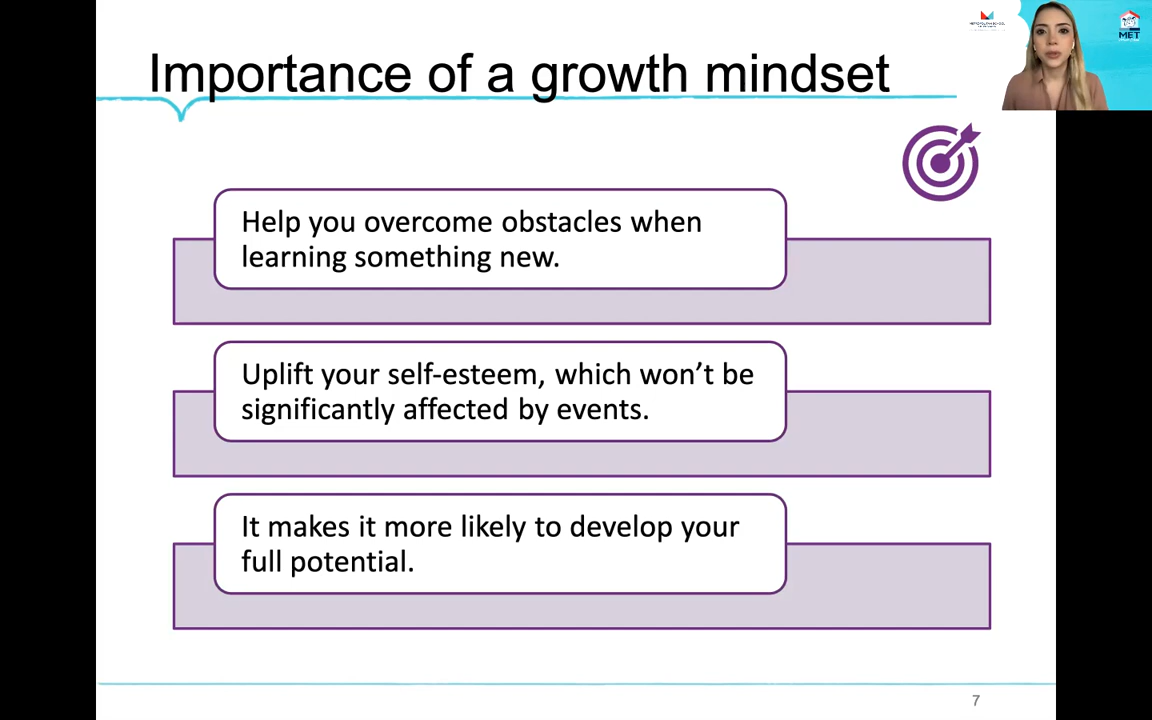 Importance of a growth mindset
MET
Help you overcome obstacles when
learning something new.
Uplift your self-esteem, which won’t be
significantly affected by events.
It makes it more likely to develop your
full potential.
7